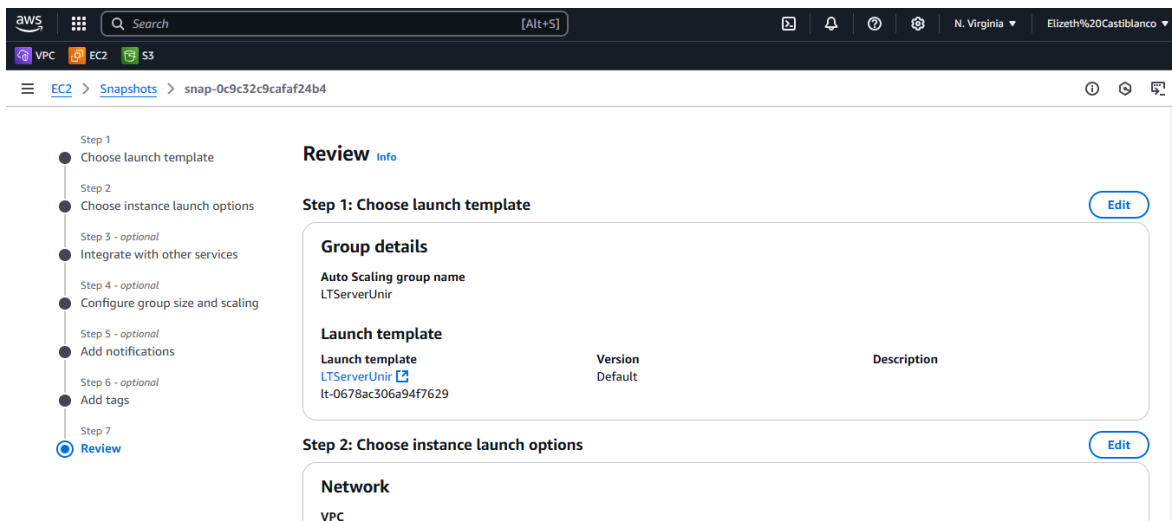 aws
Search [Alt+S]
N. Virginia
Elizeth%20Castiblanco
VPC EC2 S3
EC2 > Snapshots > snap-0c9c32c9cafaf24b4
Step 1
Choose launch template
Step 2
Choose instance launch options
Step 3 - optional
Integrate with other services
Step 4 - optional
Configure group size and scaling
Step 5 - optional
Add notifications
Step 6 - optional
Add tags
Step 7
Review
Review Info
Step 1: Choose launch template
Edit
Group details
Auto Scaling group name
LTServerUnir
Launch template
Launch template
LTServerUnir
lt-0678ac306a94f7629
Version
Default
Description
Step 2: Choose instance launch options
Edit
Network
VPC